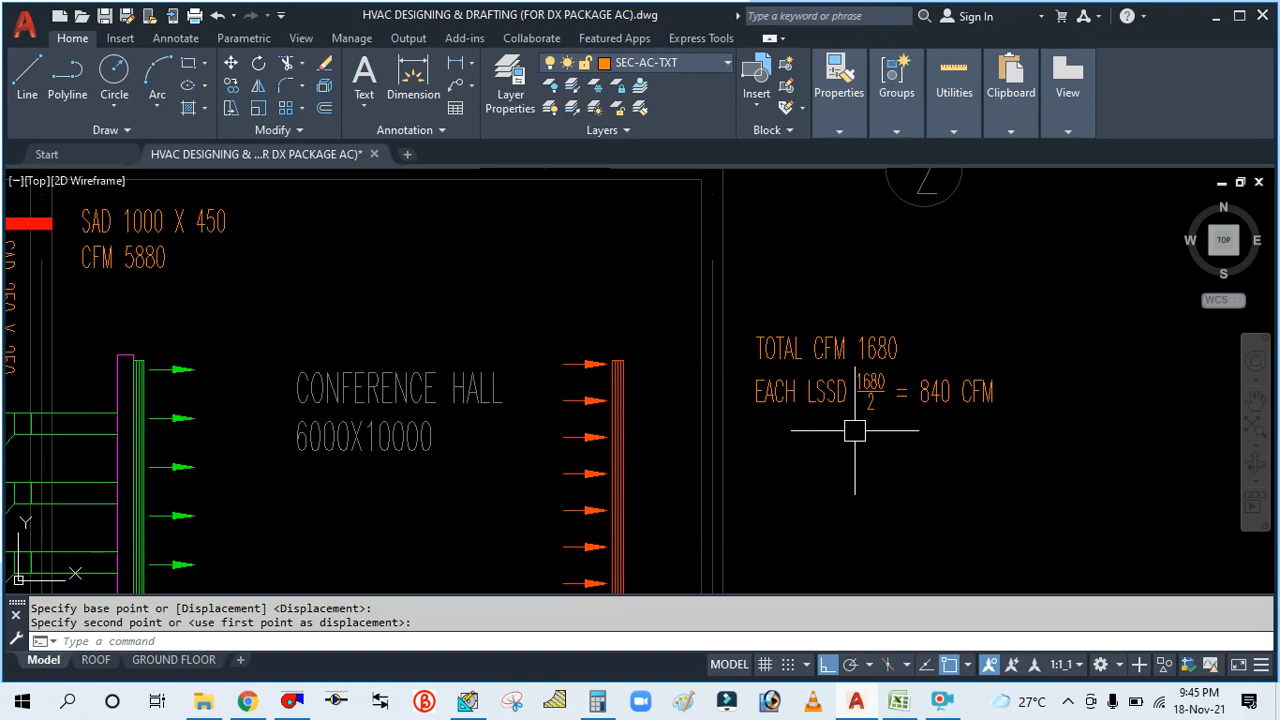 HVAC DESIGNING & DRAFTING (FOR DX PACKAGE AC).dwg
Type a keyword or phrase
Sign In
Home Insert Annotate Parametric View Manage Output Add-ins Collaborate Featured Apps Express Tools
SEC-AC-TXT
Line Polyline Circle Arc Text Dimension Layer Properties Insert Properties Groups Utilities Clipboard View
Draw Modify Annotation Layers Block
Start HVAC DESIGNING & ...R DX PACKAGE AC)*
[−][Top][2D Wireframe]
SAD 1000 X 450
CFM 5880
CONFERENCE HALL
6000X10000
TOTAL CFM 1680
EACH LSSD 1680/2 = 840 CFM
N
W TOP E
S
WCS
Y
X
Specify base point or [Displacement] <Displacement>:
Specify second point or <use first point as displacement>:
Type a command
Model ROOF GROUND FLOOR
MODEL 1:1
27°C
9:45 PM
18-Nov-21